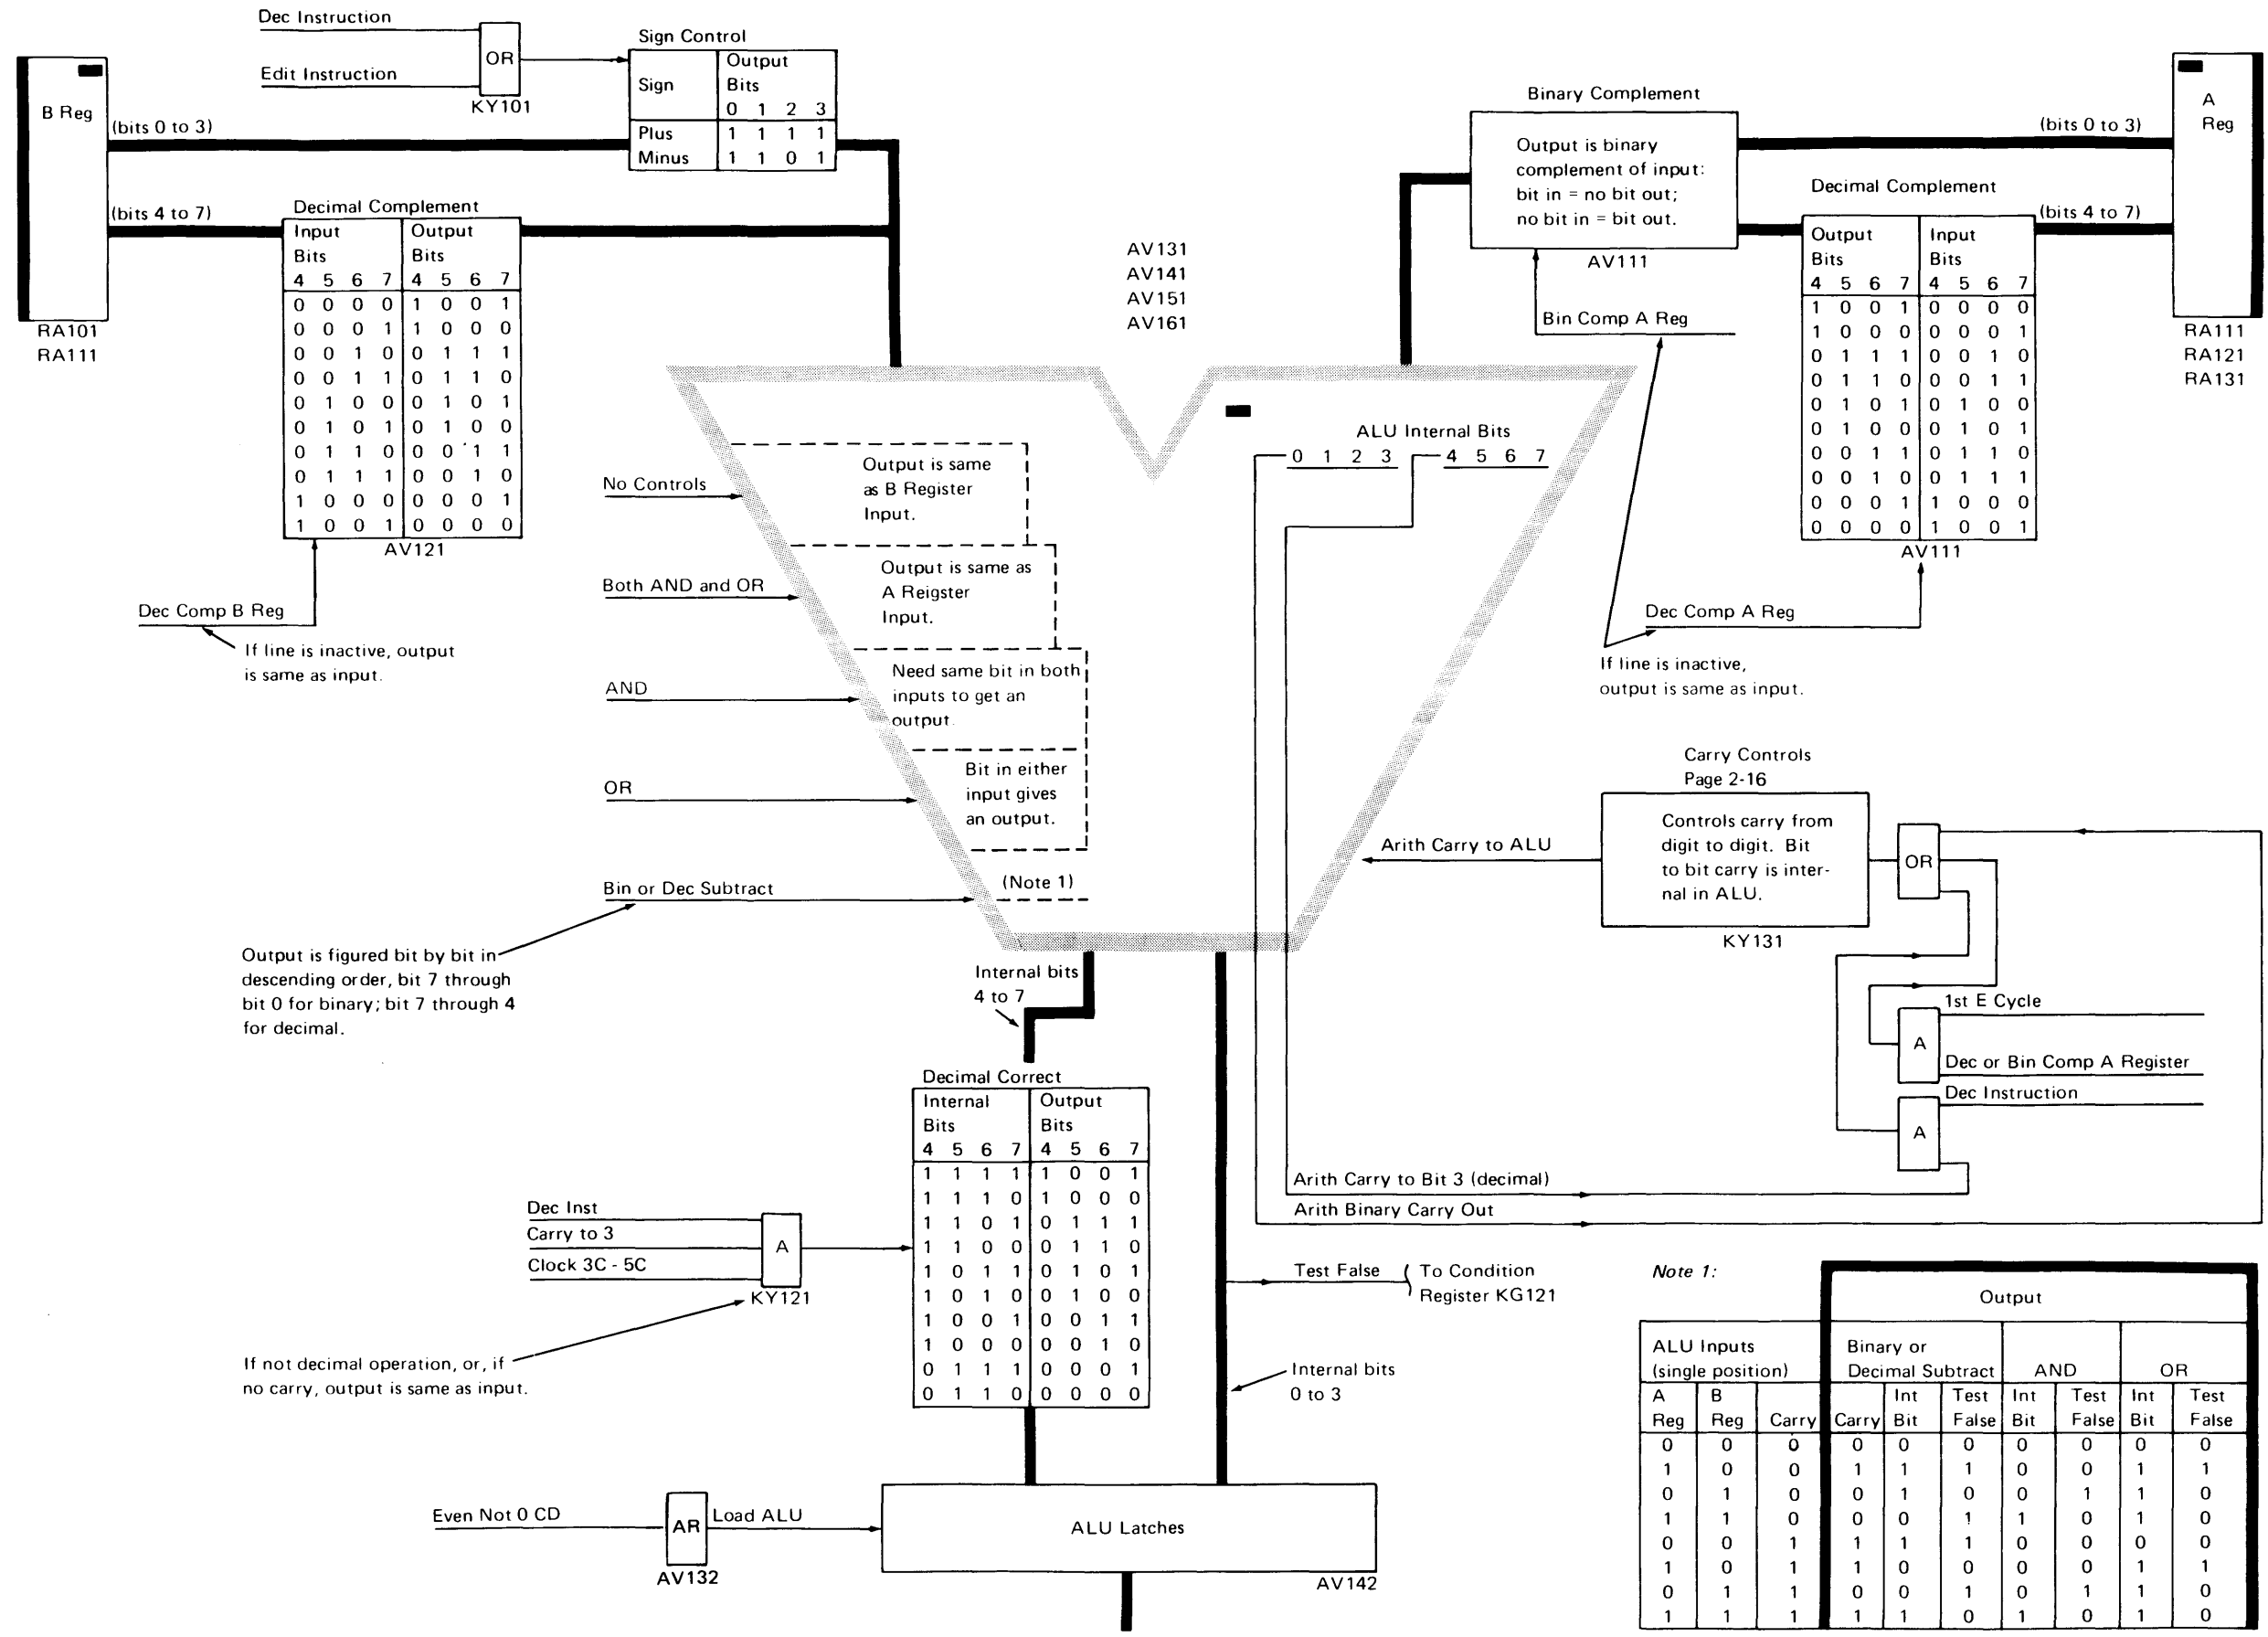 Dec Instruction
Edit Instruction
OR
KY101
Sign Control
Sign
Output
Bits
0 1 2 3
Plus 1 1 1 1
Minus 1 1 0 1
B Reg
(bits 0 to 3)
(bits 4 to 7)
RA101
RA111
Decimal Complement
Input Output
Bits Bits
4 5 6 7 4 5 6 7
0 0 0 0 1 0 0 1
0 0 0 1 1 0 0 0
0 0 1 0 0 1 1 1
0 0 1 1 0 1 1 0
0 1 0 0 0 1 0 1
0 1 0 1 0 1 0 0
0 1 1 0 0 0 1 1
0 1 1 1 0 0 1 0
1 0 0 0 0 0 0 1
1 0 0 1 0 0 0 0
AV121
Dec Comp B Reg
If line is inactive, output
is same as input.
AV131
AV141
AV151
AV161
Binary Complement
Output is binary
complement of input:
bit in = no bit out;
no bit in = bit out.
AV111
Bin Comp A Reg
(bits 0 to 3)
A
Reg
Decimal Complement
(bits 4 to 7)
Output Input
Bits Bits
4 5 6 7 4 5 6 7
1 0 0 1 0 0 0 0
1 0 0 0 0 0 0 1
0 1 1 1 0 0 1 0
0 1 1 0 0 0 1 1
0 1 0 1 0 1 0 0
0 1 0 0 0 1 0 1
0 0 1 1 0 1 1 0
0 0 1 0 0 1 1 1
0 0 0 1 1 0 0 0
0 0 0 0 1 0 0 1
AV111
RA111
RA121
RA131
Dec Comp A Reg
If line is inactive,
output is same as input.
ALU Internal Bits
0 1 2 3 4 5 6 7
No Controls
Output is same
as B Register
Input.
Both AND and OR
Output is same as
A Reigster
Input.
AND
Need same bit in both
inputs to get an
output.
OR
Bit in either
input gives
an output.
Bin or Dec Subtract
(Note 1)
Output is figured bit by bit in
descending order, bit 7 through
bit 0 for binary; bit 7 through 4
for decimal.
Carry Controls
Page 2-16
Controls carry from
digit to digit. Bit
to bit carry is inter-
nal in ALU.
KY131
Arith Carry to ALU
OR
1st E Cycle
A
Dec or Bin Comp A Register
Dec Instruction
A
Arith Carry to Bit 3 (decimal)
Arith Binary Carry Out
Internal bits
4 to 7
Decimal Correct
Internal Output
Bits Bits
4 5 6 7 4 5 6 7
1 1 1 1 1 0 0 1
1 1 1 0 1 0 0 0
1 1 0 1 0 1 1 1
1 1 0 0 0 1 1 0
1 0 1 1 0 1 0 1
1 0 1 0 0 1 0 0
1 0 0 1 0 0 1 1
1 0 0 0 0 0 1 0
0 1 1 1 0 0 0 1
0 1 1 0 0 0 0 0
Dec Inst
Carry to 3
Clock 3C - 5C
A
KY121
If not decimal operation, or, if
no carry, output is same as input.
Test False
To Condition
Register KG121
Internal bits
0 to 3
Even Not 0 CD
AR
Load ALU
AV132
ALU Latches
AV142
Note 1:
Output
ALU Inputs
(single position)
Binary or
Decimal Subtract
AND
OR
A B Int Test Int Test Int Test
Reg Reg Carry Carry Bit False Bit False Bit False
0 0 0 0 0 0 0 0 0 0
1 0 0 1 1 1 0 0 1 1
0 1 0 0 1 0 0 1 1 0
1 1 0 0 0 1 1 0 1 0
0 0 1 1 1 1 0 0 0 0
1 0 1 1 0 0 0 0 1 1
0 1 1 0 0 1 0 1 1 0
1 1 1 1 1 0 1 0 1 0